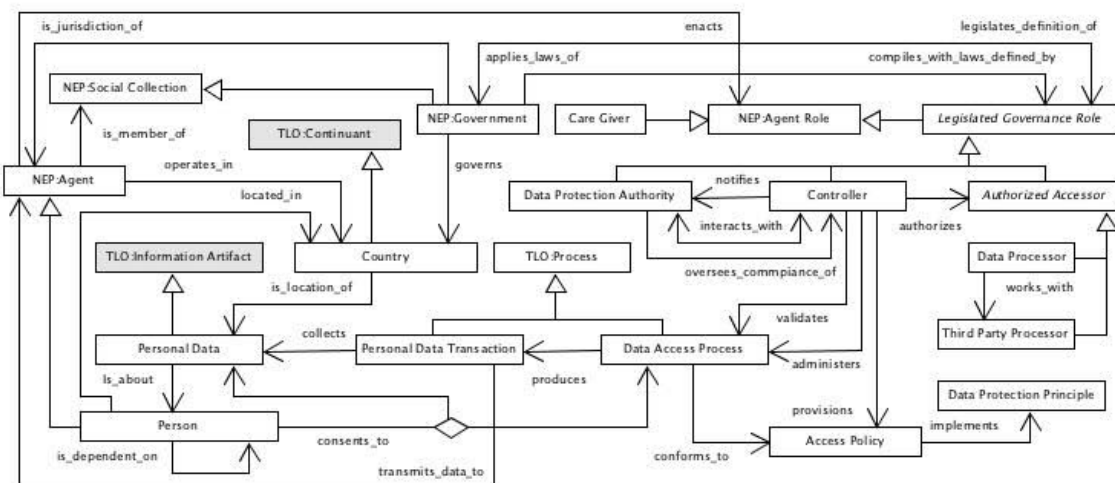 is_jurisdiction_of
enacts
legislates_definition_of
applies_laws_of
compiles_with_laws_defined_by
NEP:Social Collection
NEP:Government
Care Giver
NEP:Agent Role
Legislated Governance Role
is_member_of
TLO:Continuant
operates_in
governs
NEP:Agent
notifies
located_in
Data Protection Authority
Controller
Authorized Accessor
interacts_with
authorizes
TLO:Information Artifact
Country
TLO:Process
Data Processor
oversees_commpiance_of
is_location_of
works_with
collects
validates
Personal Data
Personal Data Transaction
Data Access Process
Third Party Processor
administers
Is_about
produces
Data Protection Principle
provisions
implements
Person
consents_to
Access Policy
is_dependent_on
conforms_to
transmits_data_to